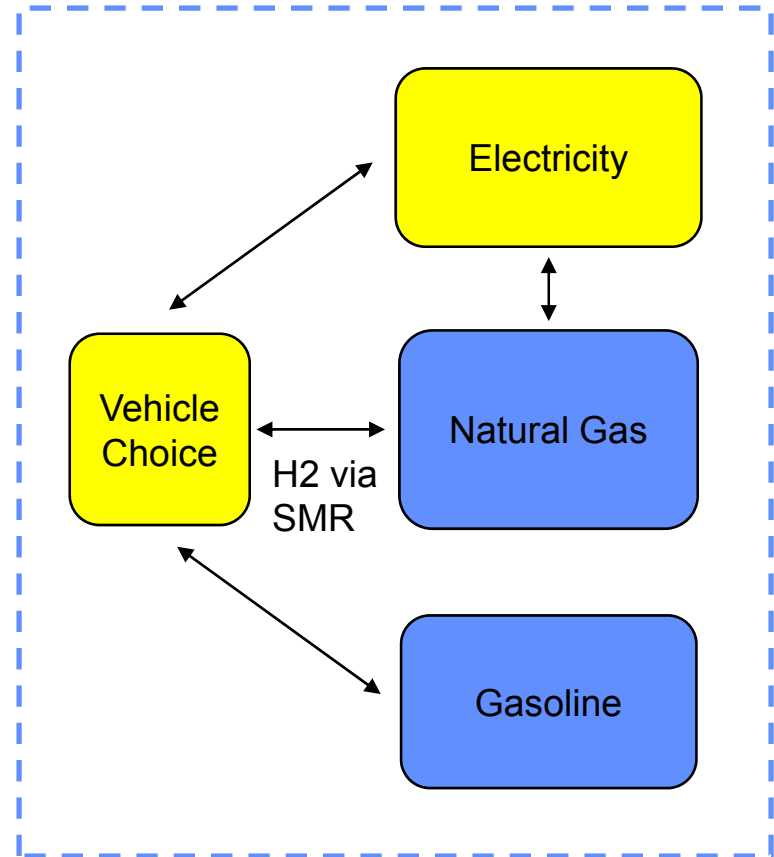 Electricity
Vehicle
Choice
Natural Gas
H2 via
SMR
Gasoline